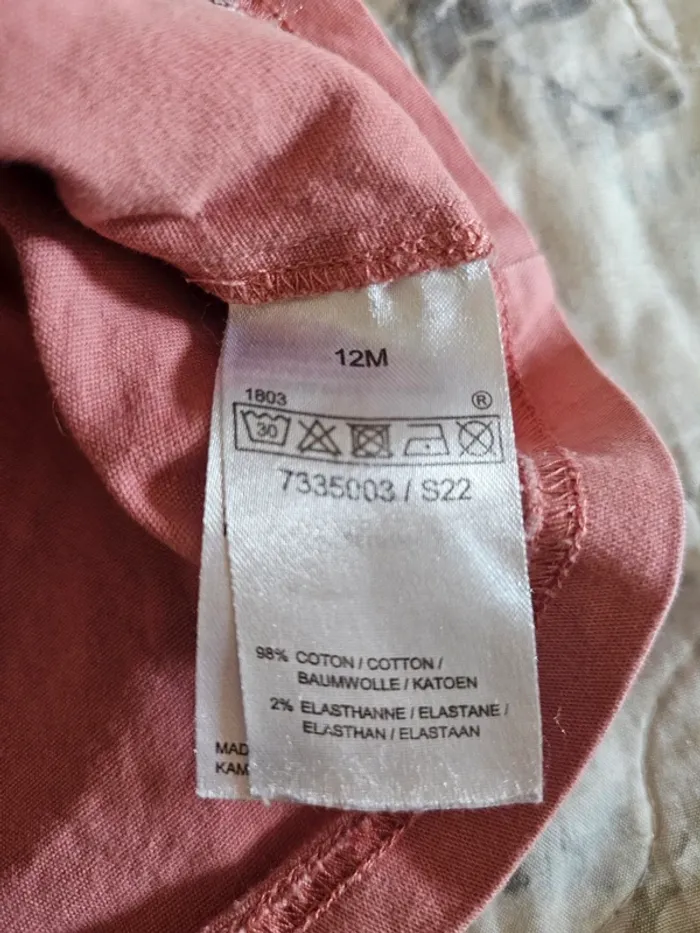 12M
1803 ®
30
7335003 / S22
98% COTON / COTTON /
BAUMWOLLE / KATOEN
2% ELASTHANNE / ELASTANE /
ELASTHAN / ELASTAAN
MAD
KAM